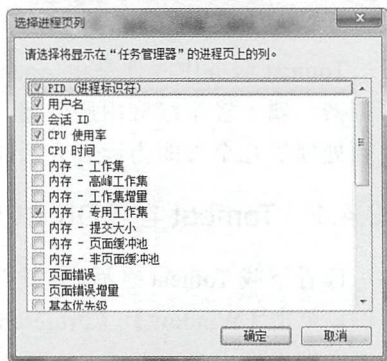 选择进程页列
请选择将显示在“任务管理器”的进程页上的列。
PID (进程标识符)
用户名
会话 ID
CPU 使用率
CPU 时间
内存 - 工作集
内存 - 高峰工作集
内存 - 工作集增量
内存 - 专用工作集
内存 - 提交大小
内存 - 页面缓冲池
内存 - 非页面缓冲池
页面错误
页面错误增量
基本优先级
确定
取消